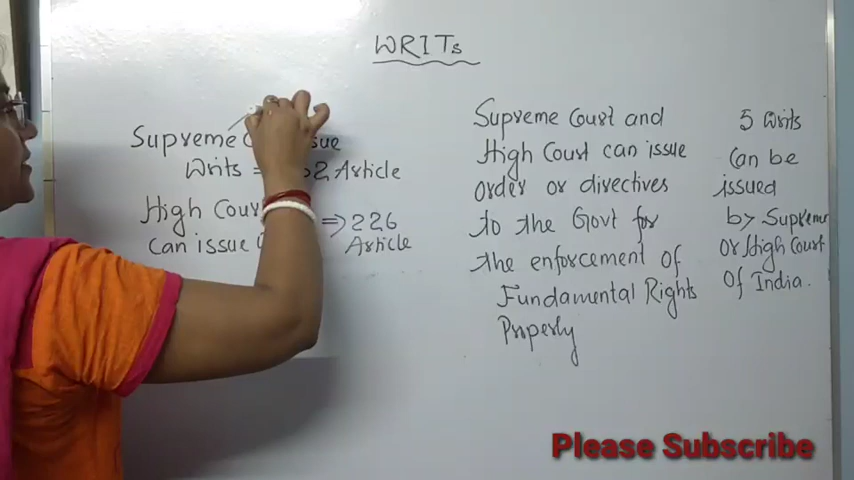 WRITs
Supreme
Writs = 2 Article
High Cour => 226
can issue Article
Supreme Court and
High Court can issue
order or directives
to the Govt for
the enforcement of
Fundamental Rights
Properly
5 Writs
Can be
issued
by Supreme
or High Court
Of India.
Please Subscribe